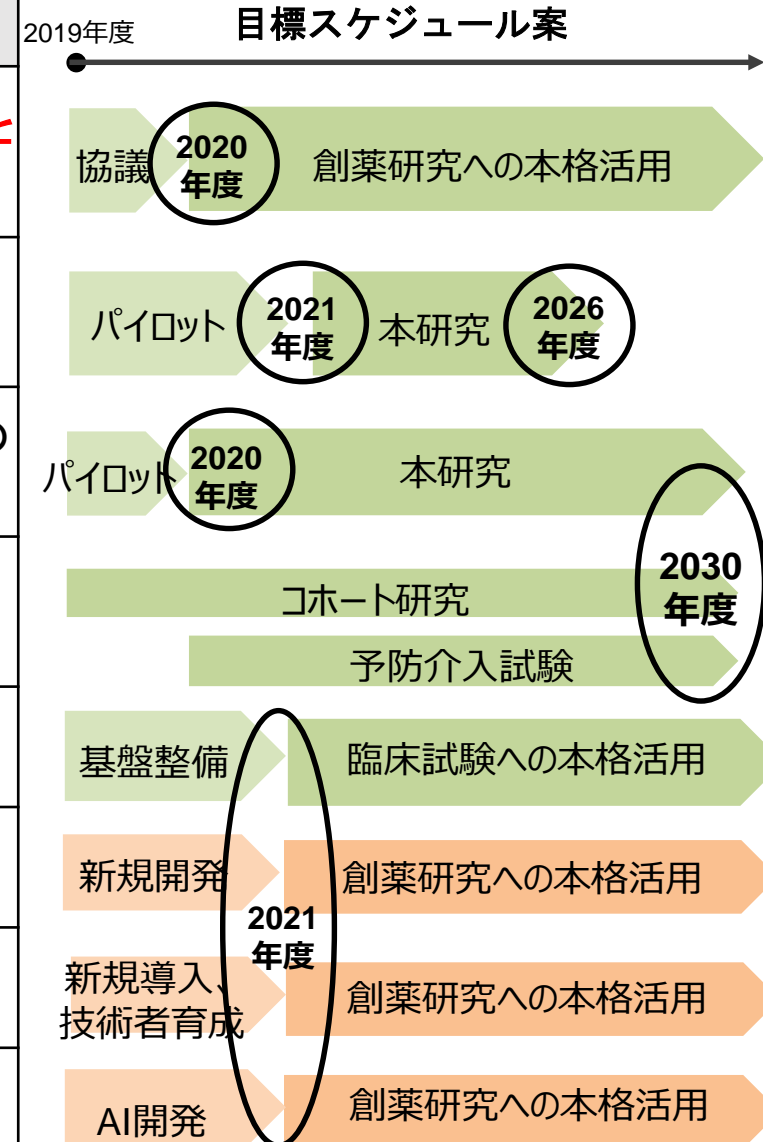 2019年度
目標スケジュール案
協議
2020
年度
創薬研究への本格活用
パイロット
2021
年度
本研究
2026
年度
の
パイロット
2020
年度
本研究
コホート研究
2030
年度
予防介入試験
基盤整備
臨床試験への本格活用
新規開発
創薬研究への本格活用
2021
年度
新規導入、
技術者育成
創薬研究への本格活用
AI開発
創薬研究への本格活用